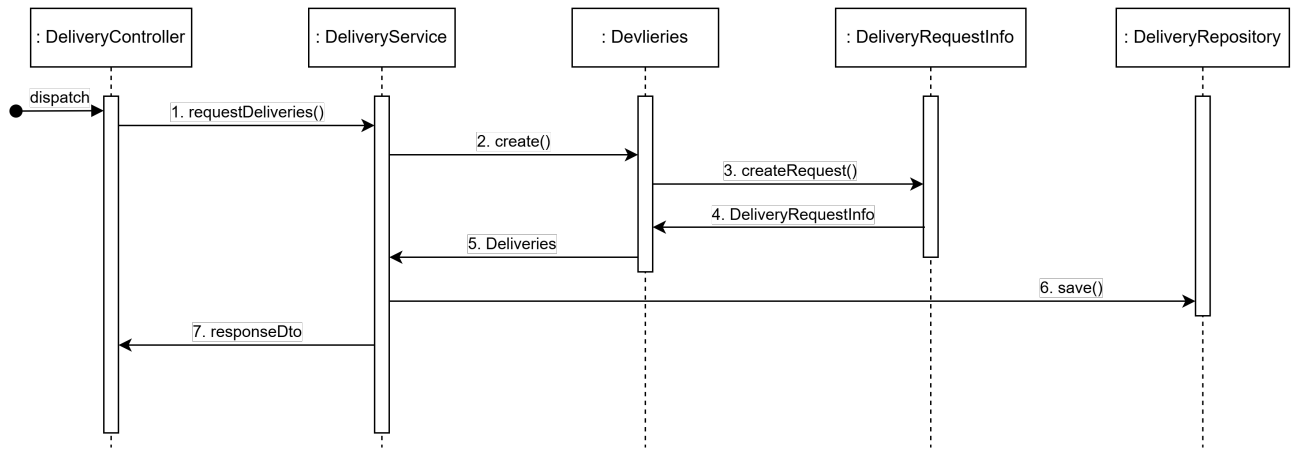 : DeliveryController
: DeliveryService
: Devlieries
: DeliveryRequestInfo
: DeliveryRepository
dispatch
1. requestDeliveries()
2. create()
3. createRequest()
4. DeliveryRequestInfo
5. Deliveries
6. save()
7. responseDto